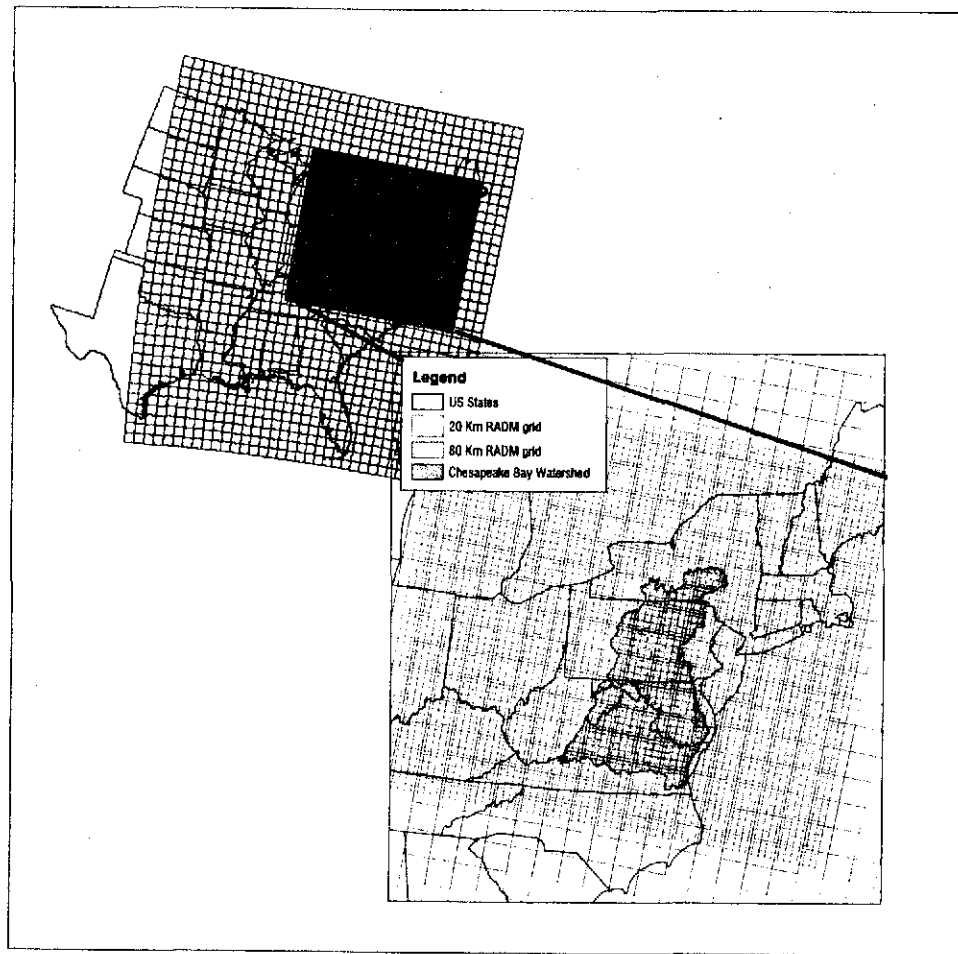 Legend
US States
20 Km RADM grid
80 Km RADM grid
Chesapeake Bay Watershed